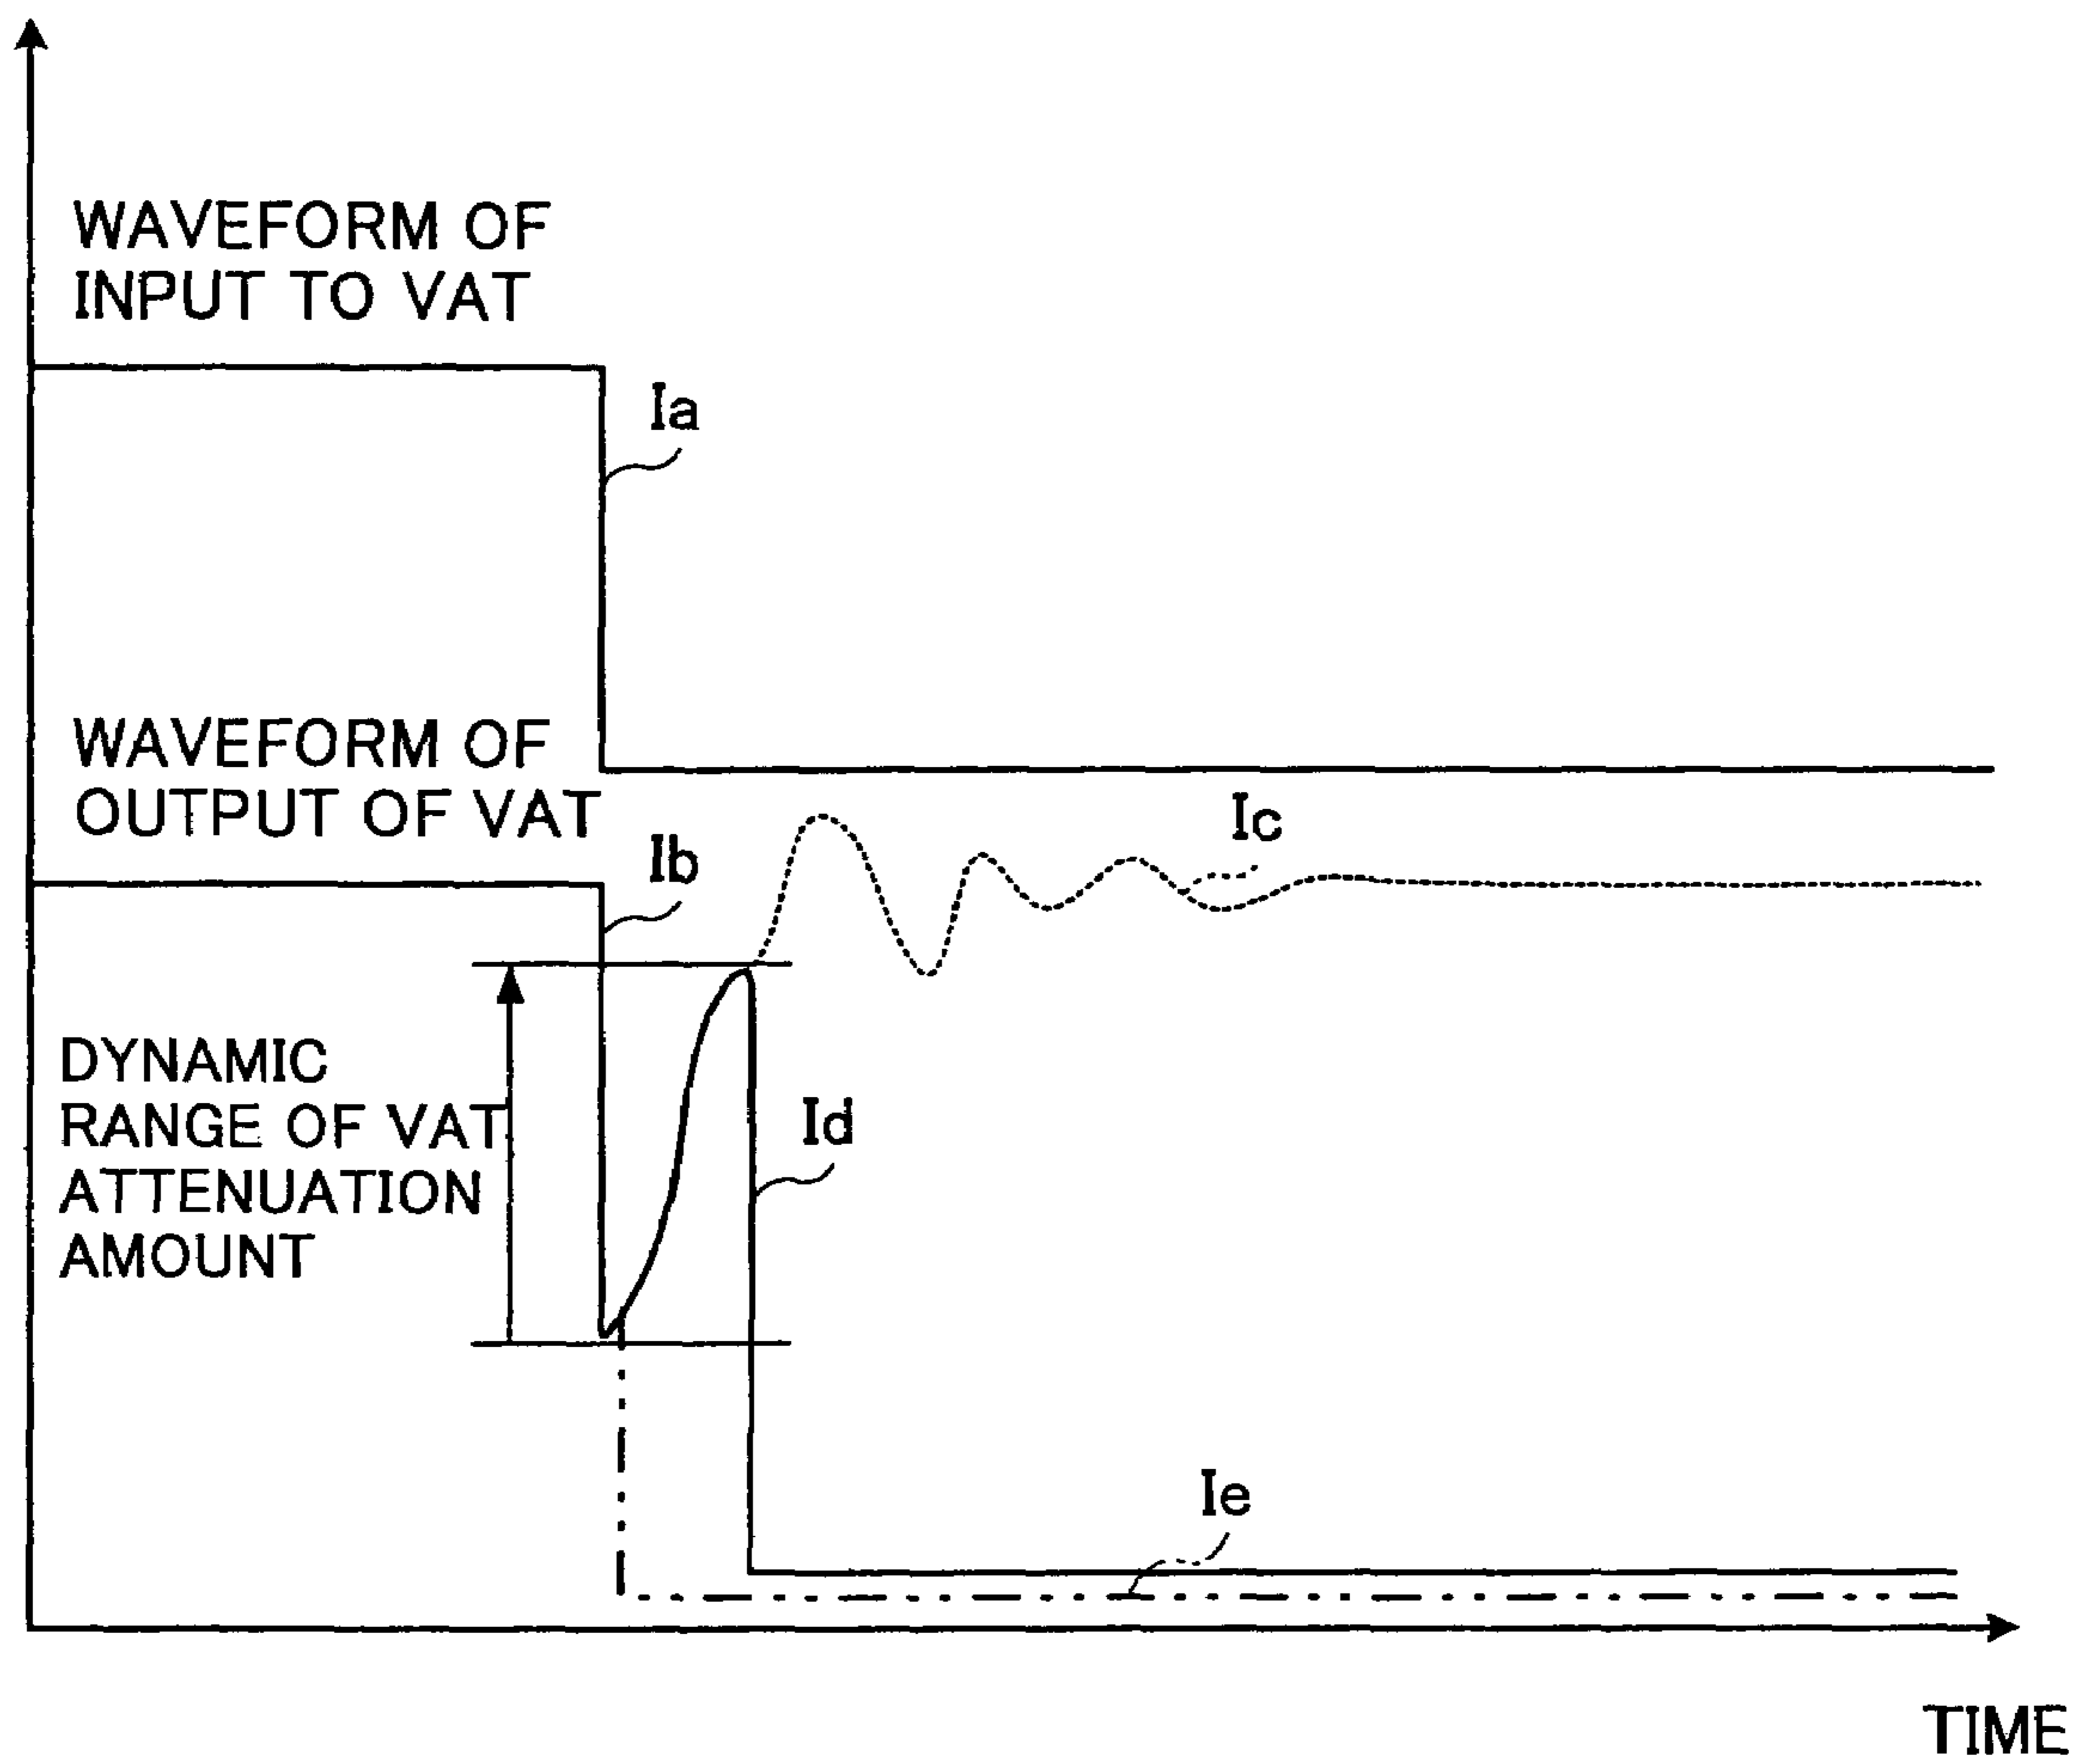 WAVEFORM OF
INPUT TO VAT
Ia
WAVEFORM OF
OUTPUT OF VAT
Ib
Ic
DYNAMIC
RANGE OF VAT
ATTENUATION
AMOUNT
Id
Ie
TIME